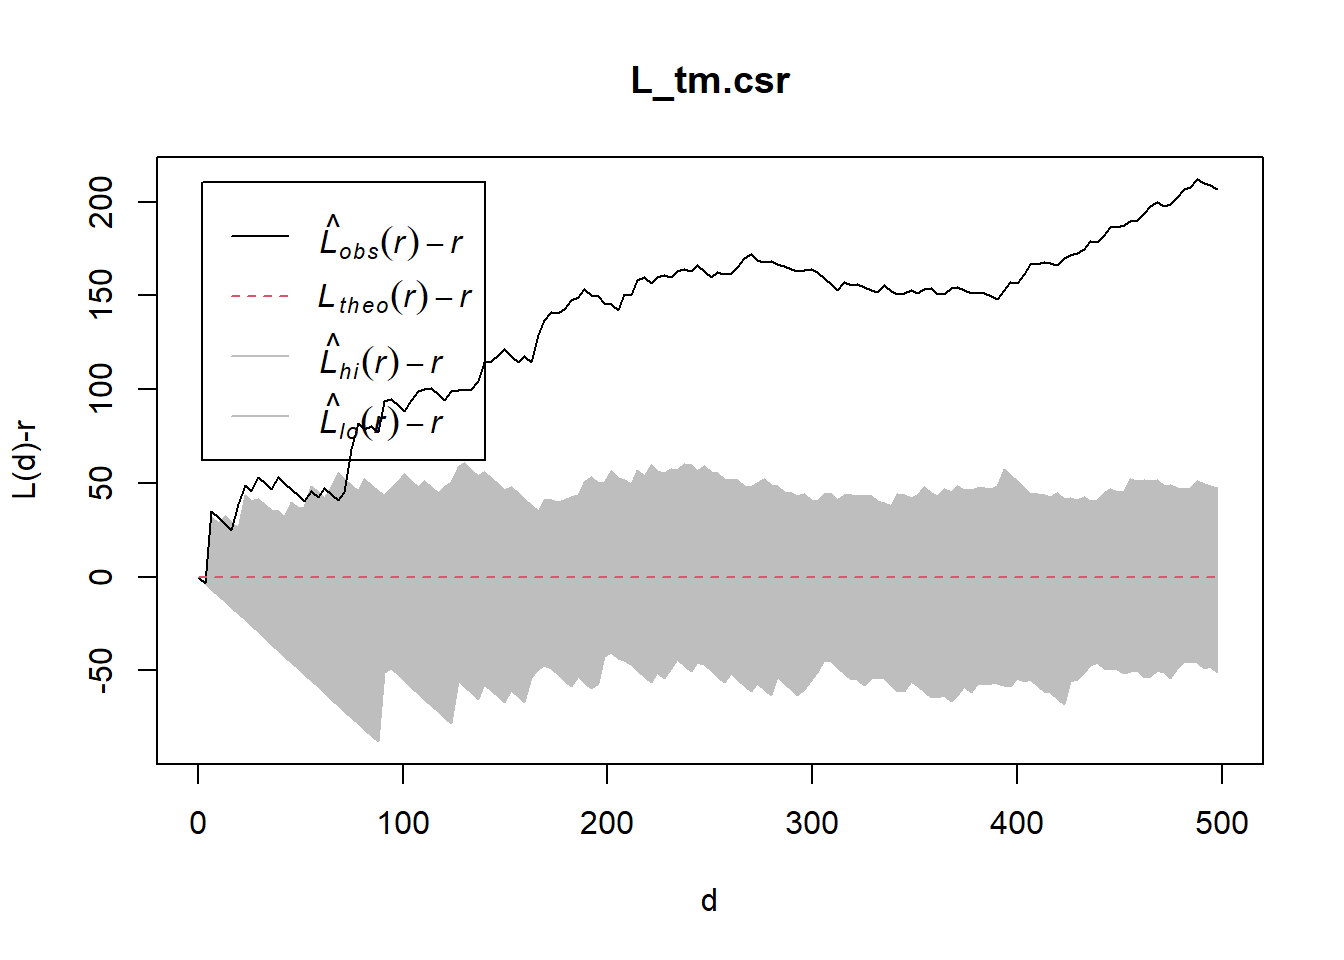 L_tm.csr
L(d)-r
200
150
100
50
0
-50
L̂obs(r) – r
Ltheo(r) – r
L̂hi(r) – r
L̂lo(r) – r
0 100 200 300 400 500
d